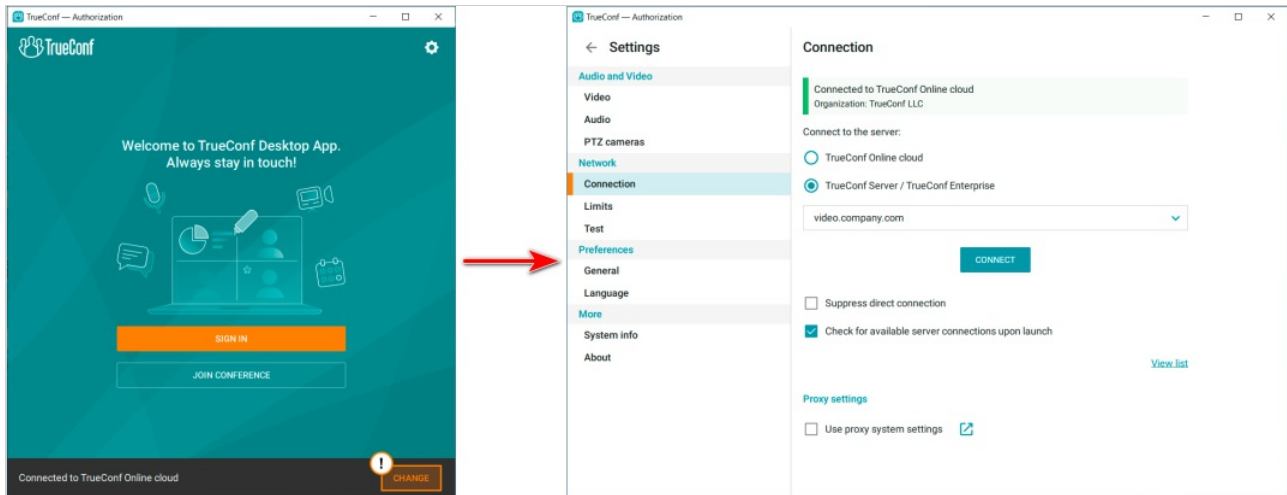 TrueConf — Authorization
TrueConf
Welcome to TrueConf Desktop App.
Always stay in touch!
SIGN IN
JOIN CONFERENCE
Connected to TrueConf Online cloud
!
CHANGE
TrueConf — Authorization
Settings
Audio and Video
Video
Audio
PTZ cameras
Network
Connection
Limits
Test
Preferences
General
Language
More
System info
About
Connection
Connected to TrueConf Online cloud
Organization: TrueConf LLC
Connect to the server:
TrueConf Online cloud
TrueConf Server / TrueConf Enterprise
video.company.com
CONNECT
Suppress direct connection
Check for available server connections upon launch
View list
Proxy settings
Use proxy system settings